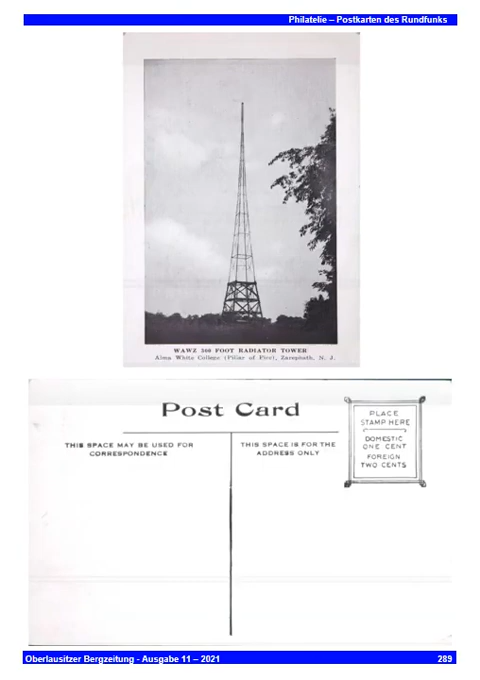 Philatelie – Postkarten des Rundfunks
WAWZ 300 FOOT RADIATOR TOWER
Alma White College (Pillar of Fire), Zarephath, N. J.
Post Card
THIS SPACE MAY BE USED FOR
CORRESPONDENCE
THIS SPACE IS FOR THE
ADDRESS ONLY
PLACE
STAMP HERE
DOMESTIC
ONE CENT
FOREIGN
TWO CENTS
Oberlausitzer Bergzeitung - Ausgabe 11 – 2021
289